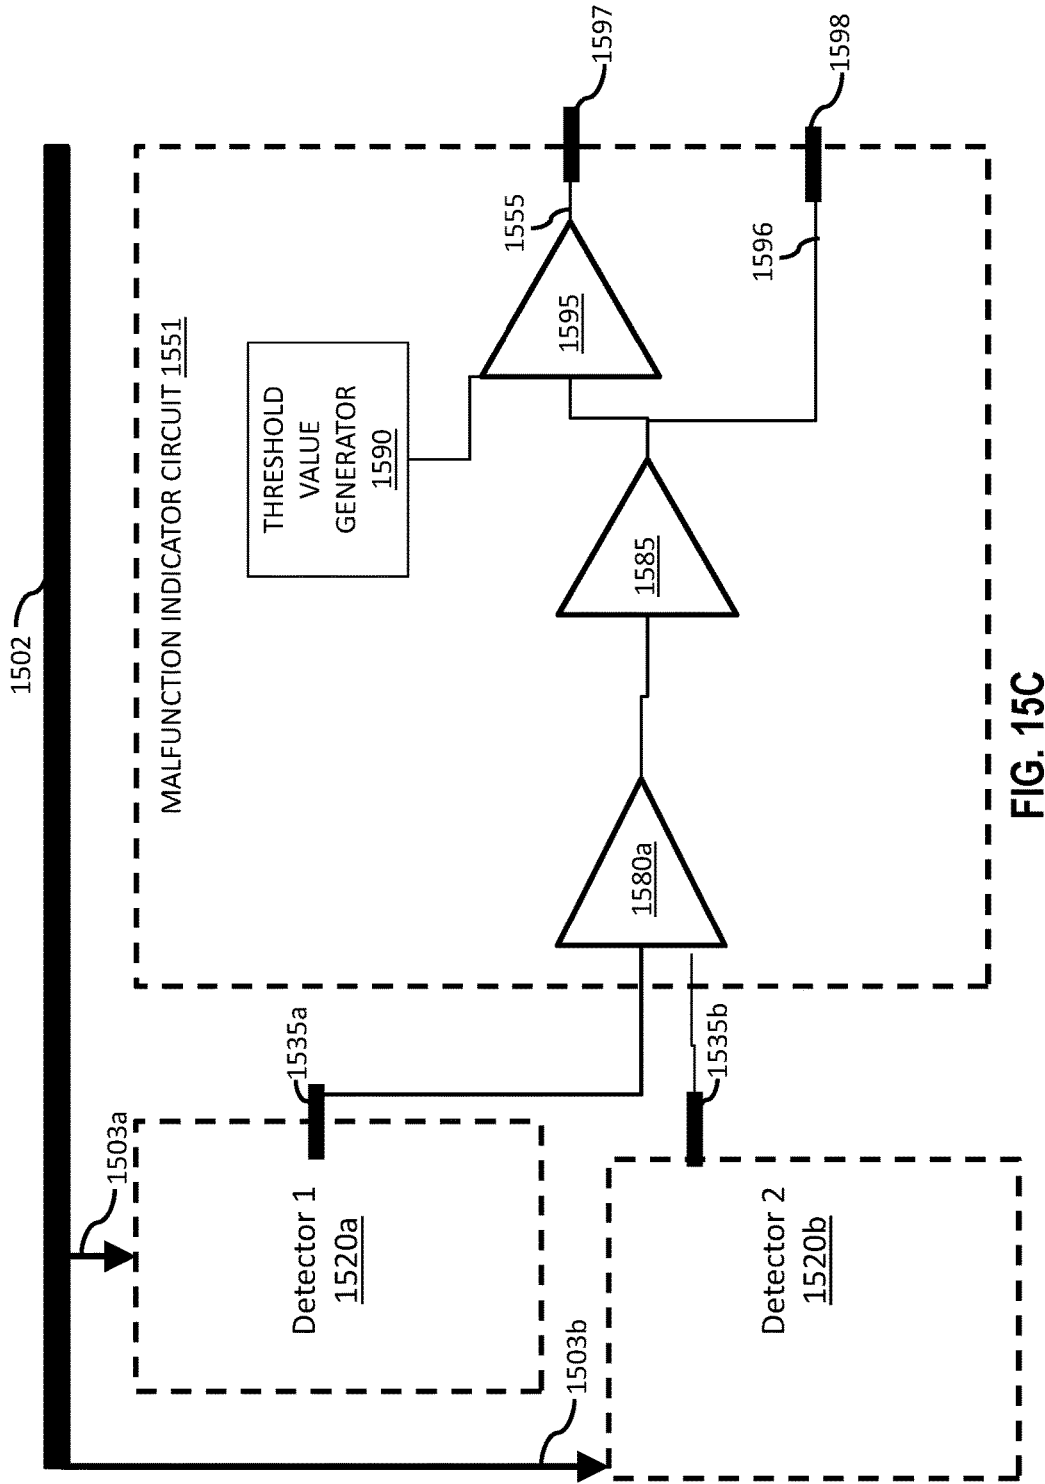 1502
1503a
1503b
Detector 1
1520a
1535a
Detector 2
1520b
1535b
MALFUNCTION INDICATOR CIRCUIT 1551
THRESHOLD
VALUE
GENERATOR
1590
1580a
1585
1595
1555
1597
1596
1598
FIG. 15C